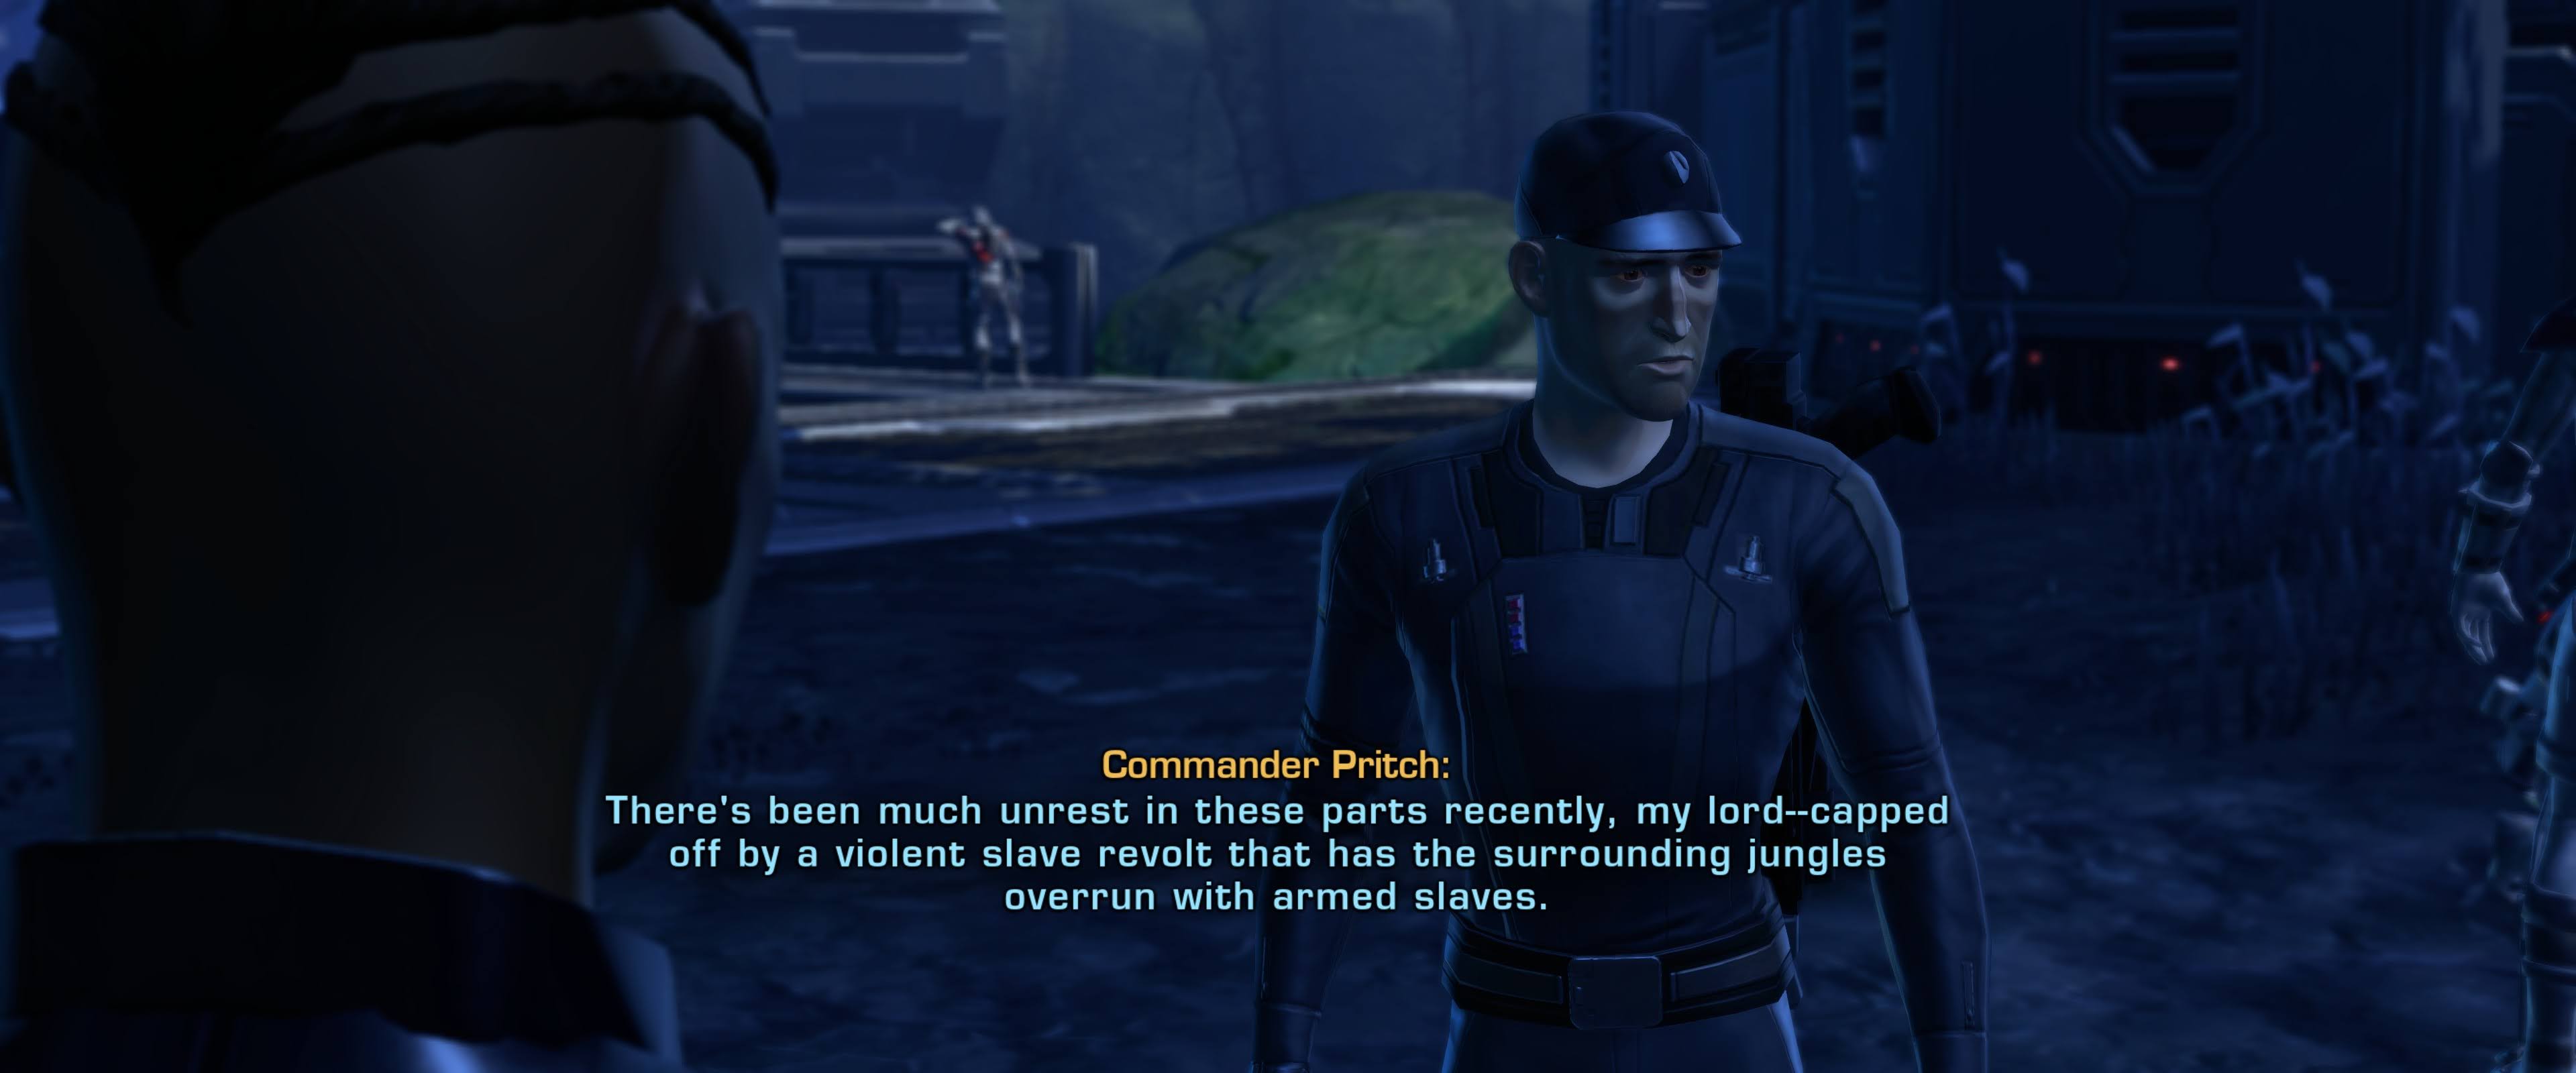 Commander Pritch:
There's been much unrest in these parts recently, my lord--capped
off by a violent slave revolt that has the surrounding jungles
overrun with armed slaves.